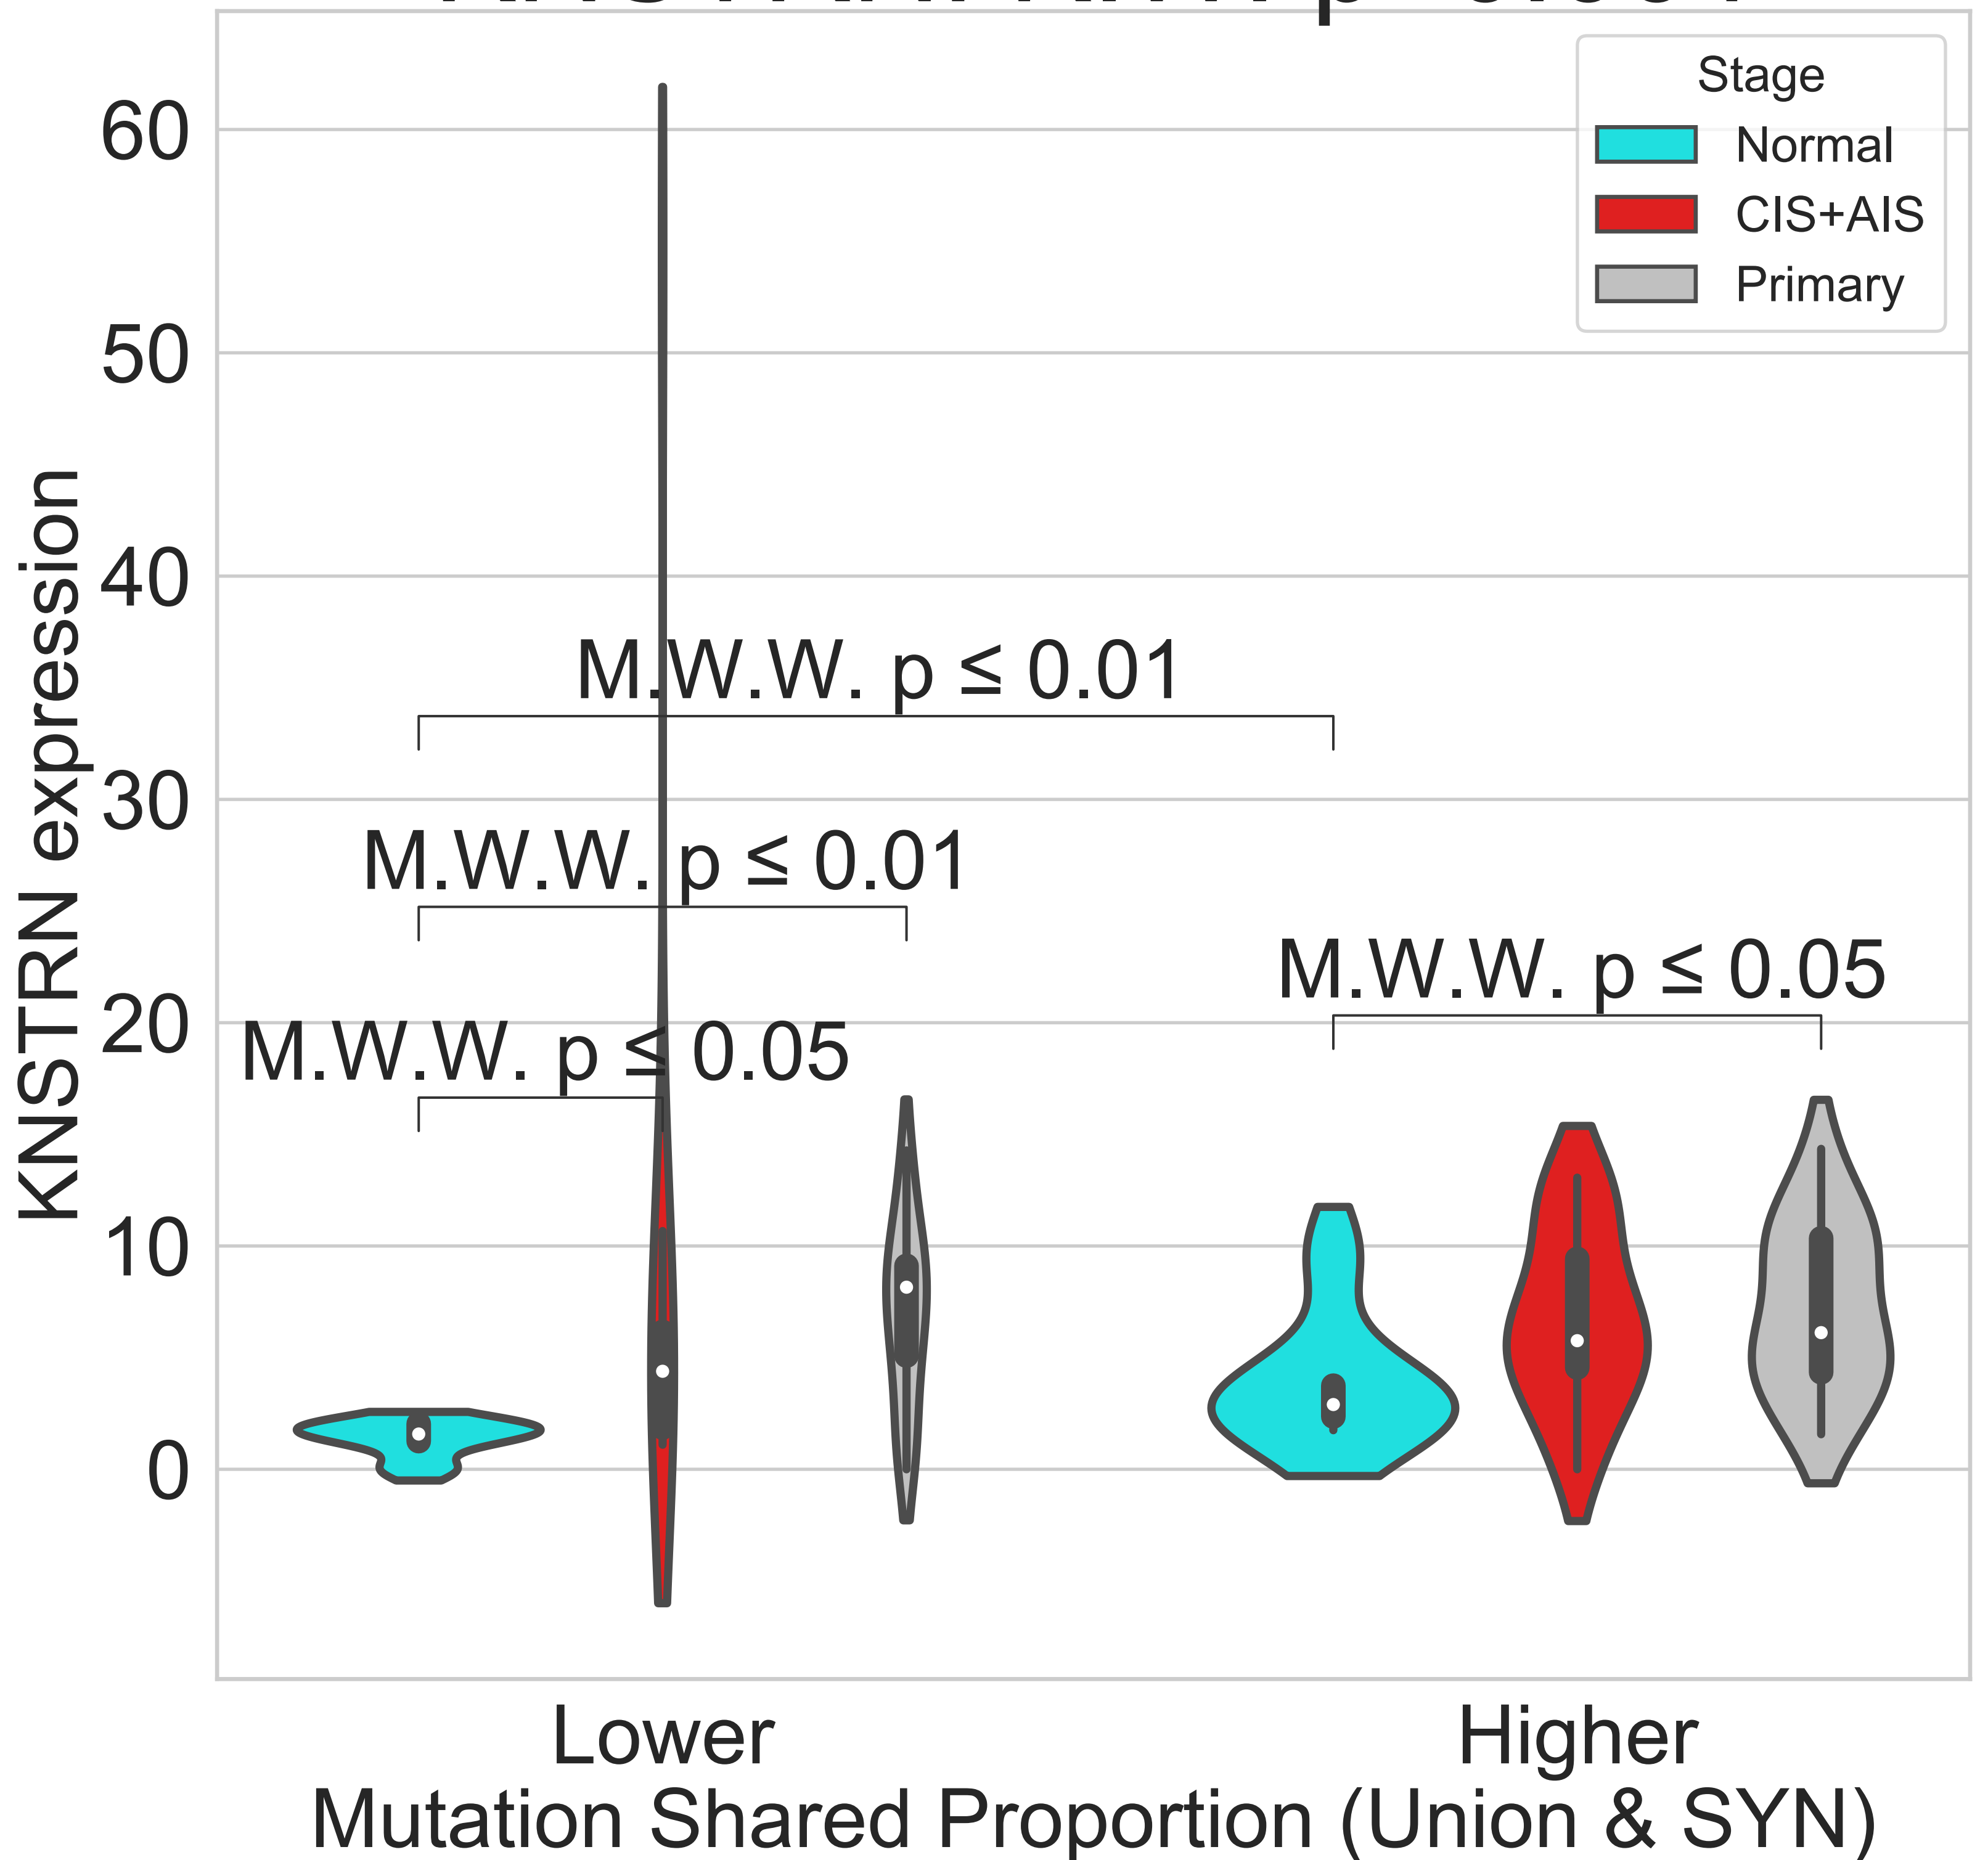 Stage
Normal
CIS+AIS
Primary
60
50
40
30
20
10
0
KNSTRN expression
M.W.W. p ≤ 0.01
M.W.W. p ≤ 0.01
M.W.W. p ≤ 0.05
M.W.W. p ≤ 0.05
Lower
Higher
Mutation Shared Proportion (Union & SYN)